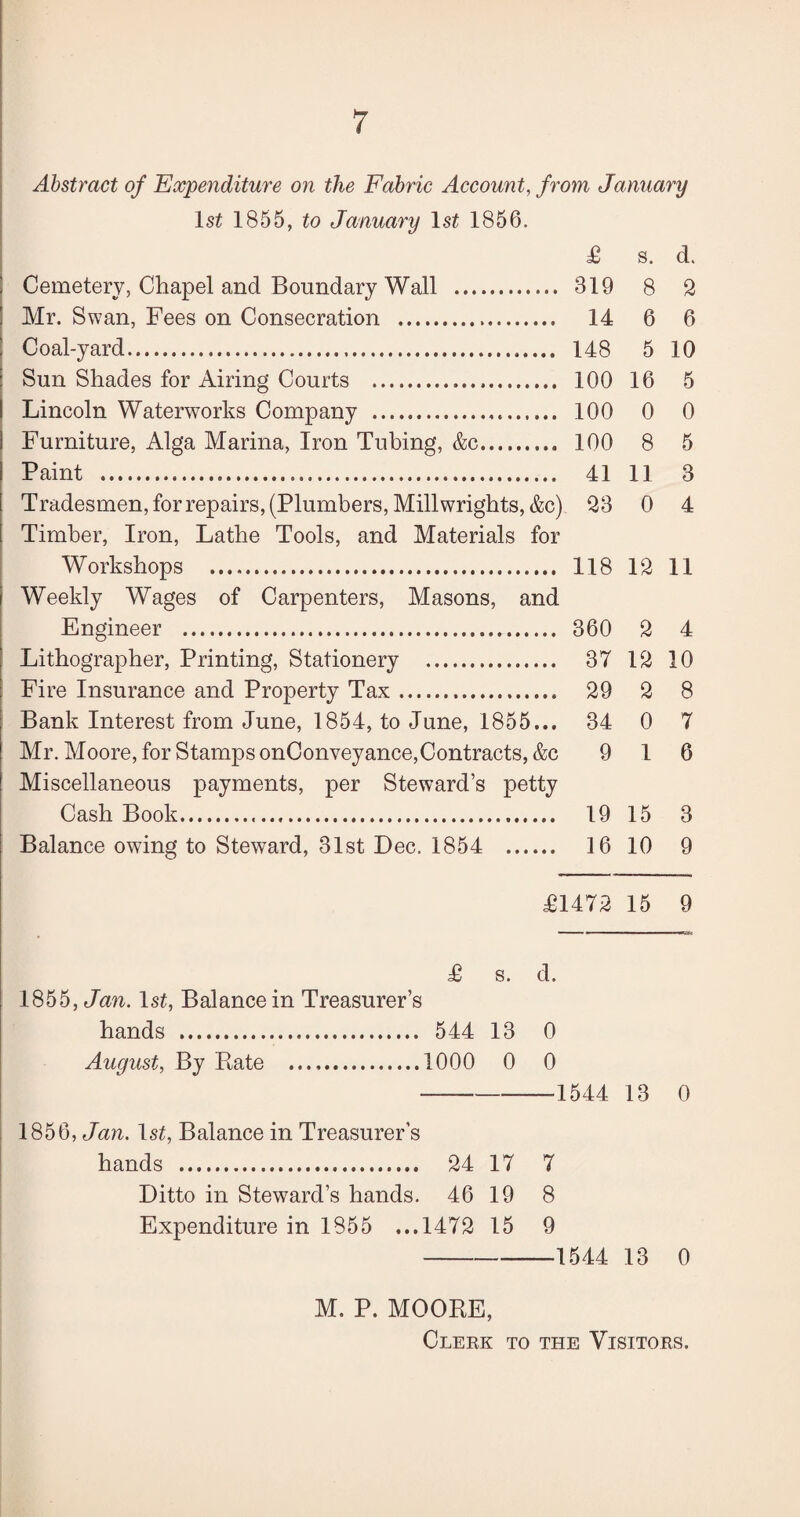 7
Abstract of Expenditure on the Fabric Account, from January
1st 1855, to January 1st 1856.
£ s. d.
Cemetery, Chapel and Boundary Wall ............ 319 8 2
Mr. Swan, Fees on Consecration .................. 14 6 6
Coal-yard.................................................. 148 5 10
Sun Shades for Airing Courts ...................... 100 16 5
Lincoln Waterworks Company ...................... 100 0 0
Furniture, Alga Marina, Iron Tubing, &c......... 100 8 5
Paint ...................................................... 41 11 3
Tradesmen, for repairs, (Plumbers, Millwrights, &c) 23 0 4
Timber, Iron, Lathe Tools, and Materials for
Workshops ......................................... 118 12 11
Weekly Wages of Carpenters, Masons, and
Engineer ............................................ 360 2 4
Lithographer, Printing, Stationery ................ 37 12 10
Fire Insurance and Property Tax ................... 29 2 8
Bank Interest from June, 1854, to June, 1855... 34 0 7
Mr. Moore, for Stamps onConveyance,Contracts, &c 9 1 6
Miscellaneous payments, per Steward's petty
Cash Book............................................ 19 15 3
Balance owing to Steward, 31st Dec. 1854 ...... 16 10 9
£1472 15 9
£ s. d.
1855, Jan. 1st, Balance in Treasurer's
hands ............................ 544 13 0
August, By Rate ................1000 0 0
1544 13 0
1856, Jan. 1st, Balance in Treasurer's
hands ............................ 24 17 7
Ditto in Steward's hands. 46 19 8
Expenditure in 1855 ...1472 15 9
1544 13 0
M. P. MOORE,
CLERK TO THE VISITORS.